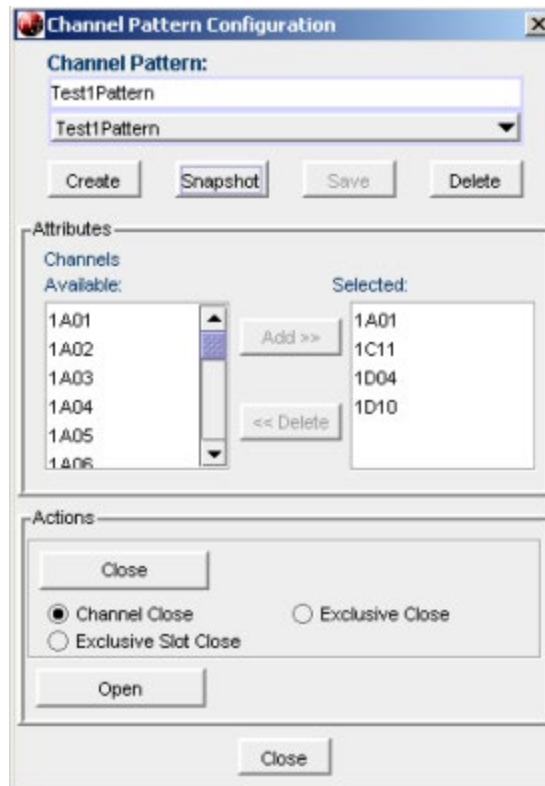 Channel Pattern Configuration
Channel Pattern:
Test1Pattern
Test1Pattern
Create Snapshot Save Delete
Attributes
Channels
Available: Selected:
1A01
1A02
1A03
1A04
1A05
1A06
Add >>
<< Delete
1A01
1C11
1D04
1D10
Actions
Close
Channel Close Exclusive Close
Exclusive Slot Close
Open
Close